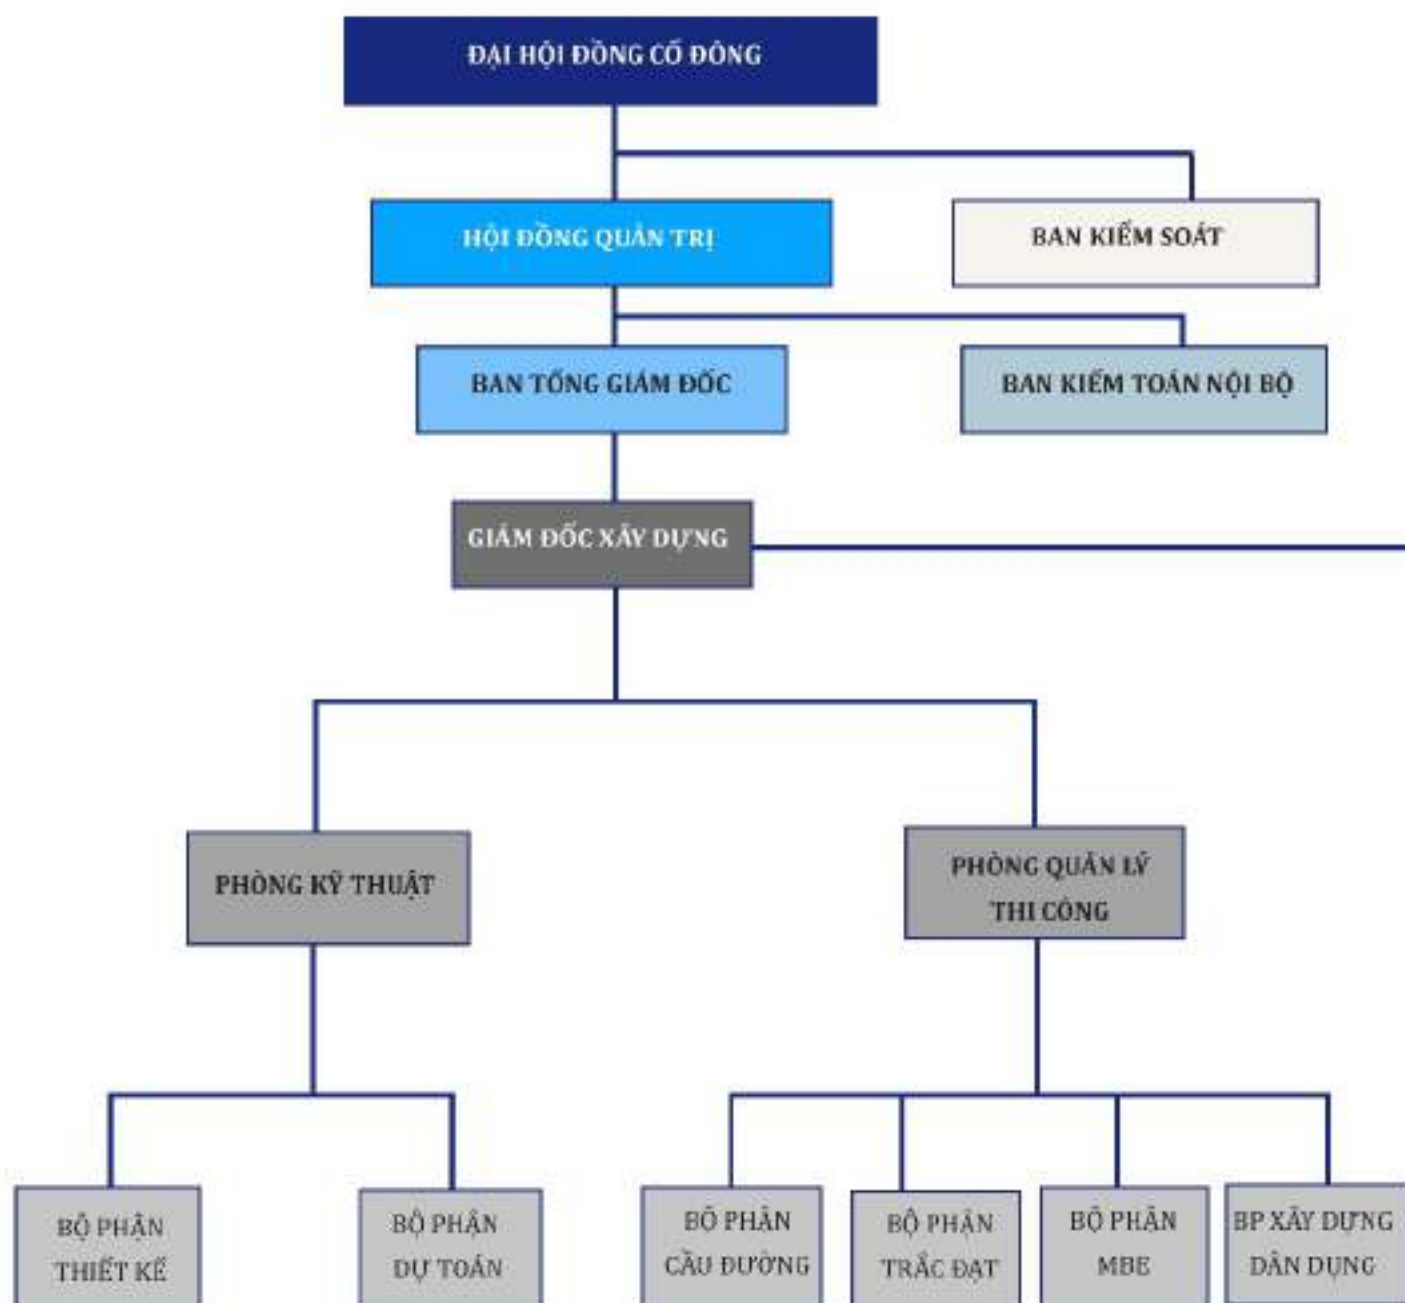 ĐẠI HỘI ĐỒNG CỔ ĐÔNG
HỘI ĐỒNG QUẢN TRỊ
BAN KIỂM SOÁT
BAN TỔNG GIÁM ĐỐC
BAN KIỂM TOÁN NỘI BỘ
GIÁM ĐỐC XÂY DỰNG
PHÒNG KỸ THUẬT
PHÒNG QUẢN LÝ
THI CÔNG
BỘ PHẬN
THIẾT KẾ
BỘ PHẬN
DỰ TOÁN
BỘ PHẬN
CẦU ĐƯỜNG
BỘ PHẬN
TRẮC ĐẠT
BỘ PHẬN
MBE
BP XÂY DỰNG
DÂN DỤNG